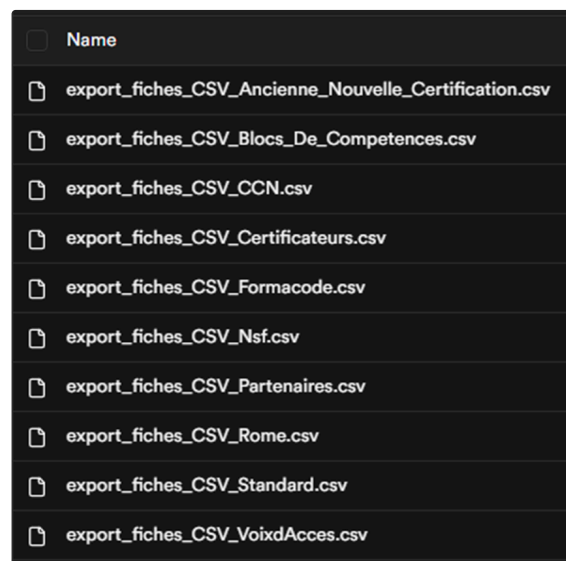 Name
export_fiches_CSV_Ancienne_Nouvelle_Certification.csv
export_fiches_CSV_Blocs_De_Competences.csv
export_fiches_CSV_CCN.csv
export_fiches_CSV_Certificateurs.csv
export_fiches_CSV_Formacode.csv
export_fiches_CSV_Nsf.csv
export_fiches_CSV_Partenaires.csv
export_fiches_CSV_Rome.csv
export_fiches_CSV_Standard.csv
export_fiches_CSV_VoixdAcces.csv